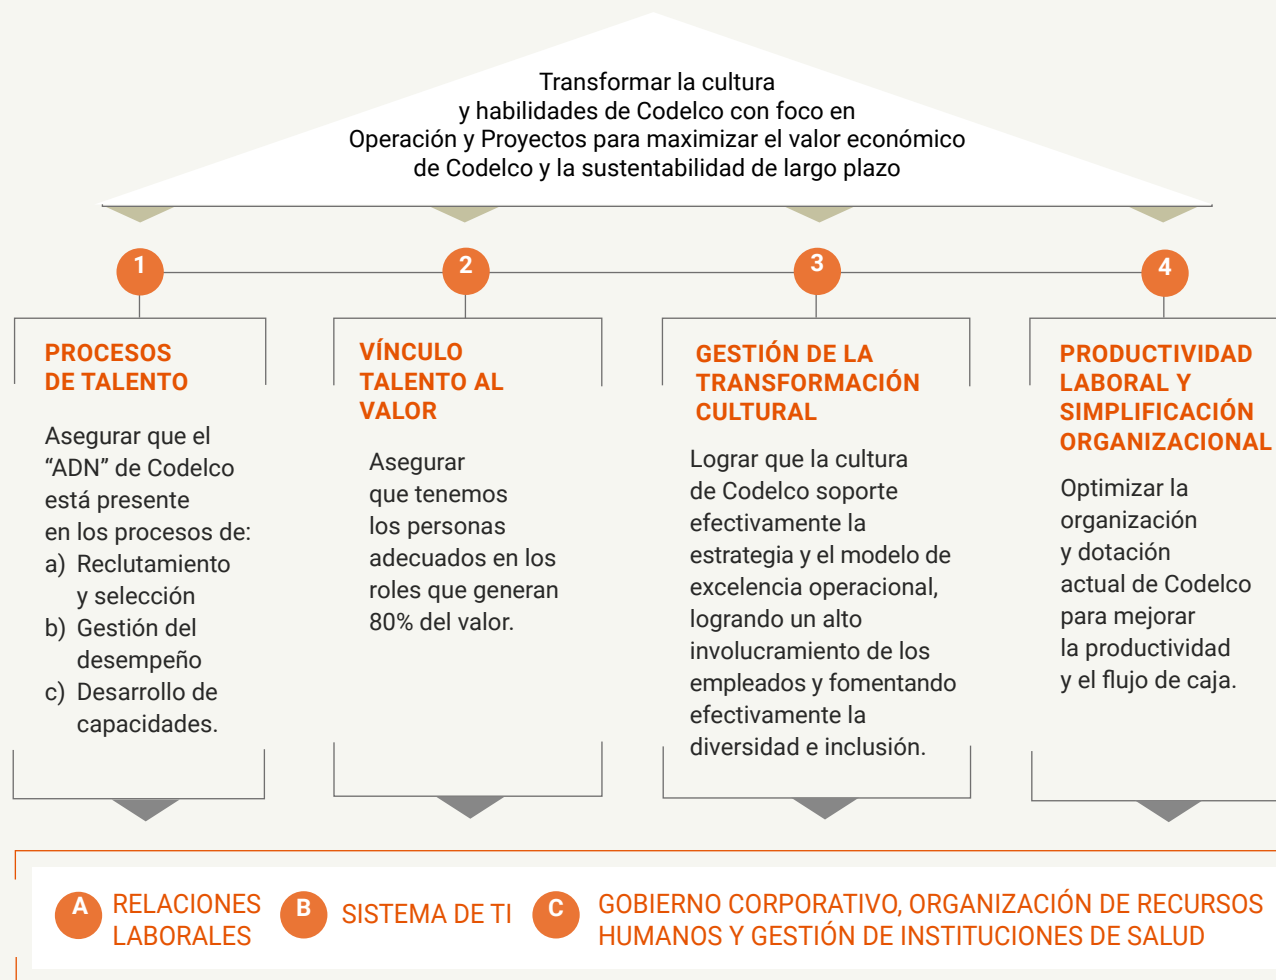 Transformar la cultura
y habilidades de Codelco con foco en
Operación y Proyectos para maximizar el valor económico
de Codelco y la sustentabilidad de largo plazo
1
PROCESOS
DE TALENTO
Asegurar que el
“ADN” de Codelco
está presente
en los procesos de:
a) Reclutamiento
y selección
b) Gestión del
desempeño
c) Desarrollo de
capacidades.
2
VÍNCULO
TALENTO AL
VALOR
Asegurar
que tenemos
los personas
adecuados en los
roles que generan
80% del valor.
3
GESTIÓN DE LA
TRANSFORMACIÓN
CULTURAL
Lograr que la cultura
de Codelco soporte
efectivamente la
estrategia y el modelo de
excelencia operacional,
logrando un alto
involucramiento de los
empleados y fomentando
efectivamente la
diversidad e inclusión.
4
PRODUCTIVIDAD
LABORAL Y
SIMPLIFICACIÓN
ORGANIZACIONAL
Optimizar la
organización
y dotación
actual de Codelco
para mejorar
la productividad
y el flujo de caja.
A
RELACIONES
LABORALES
B
SISTEMA DE TI
C
GOBIERNO CORPORATIVO, ORGANIZACIÓN DE RECURSOS
HUMANOS Y GESTIÓN DE INSTITUCIONES DE SALUD